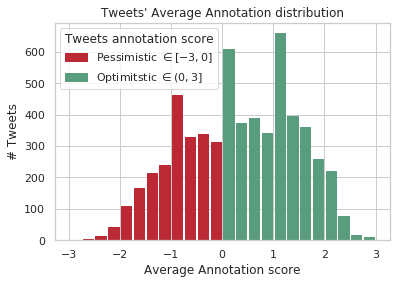 Tweets' Average Annotation distribution
Tweets annotation score
Pessimistic ∈ [−3, 0]
Optimitstic ∈ (0, 3]
# Tweets
600
500
400
300
200
100
0
−3 −2 −1 0 1 2 3
Average Annotation score